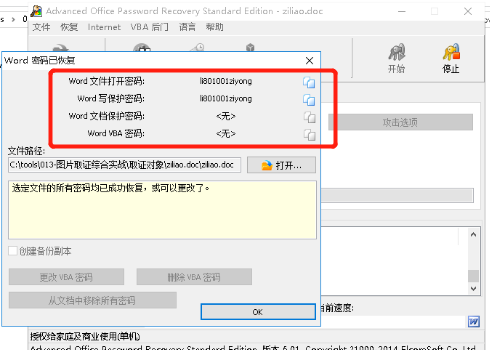 Advanced Office Password Recovery Standard Edition - ziliao.doc
文件 恢复 Internet VBA 后门 语言 帮助
开始 停止
Word 密码已恢复
Word 文件打开密码: li801001ziyong
Word 写保护密码: li801001ziyong
Word 文档保护密码: <无>
Word VBA 密码: <无>
攻击选项
文件路径:
C:\tools\013-图片取证综合实战\取证对象\ziliao.doc\ziliao.doc 打开...
选定文件的所有密码均已成功恢复，或可以更改了。
创建备份副本
更改 VBA 密码 删除 VBA 密码
从文档中移除所有密码
OK
当前速度:
授权给家庭及商业使用(单机)
Advanced Office Password Recovery Standard Edition, 版本 6.01. Copyright